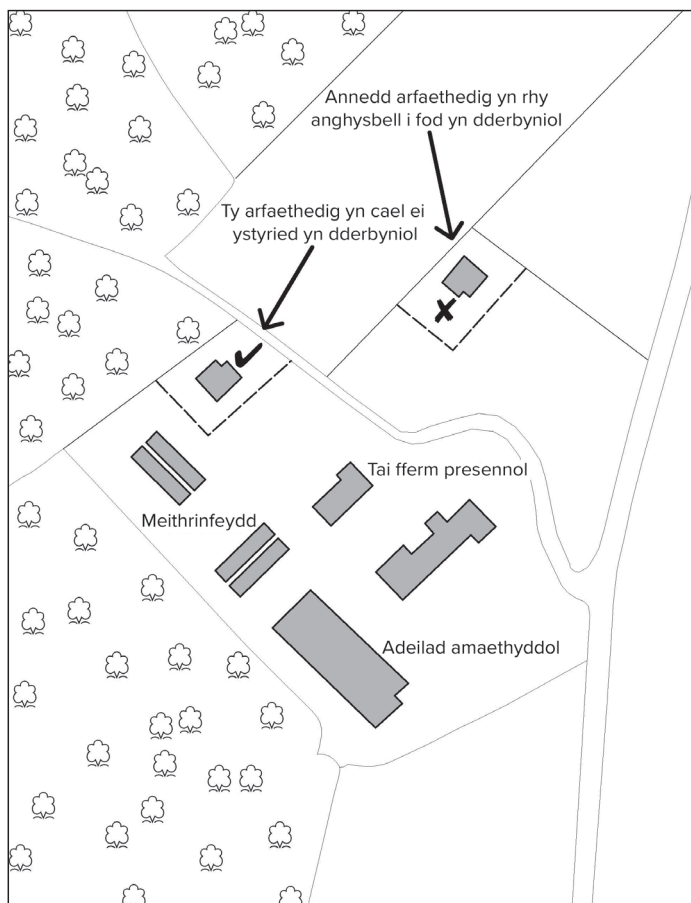 Annedd arfaethedig yn rhy
anghysbell i fod yn dderbyniol
Ty arfaethedig yn cael ei
ystyried yn dderbyniol
Tai fferm presennol
Meithrinfeydd
Adeilad amaethyddol